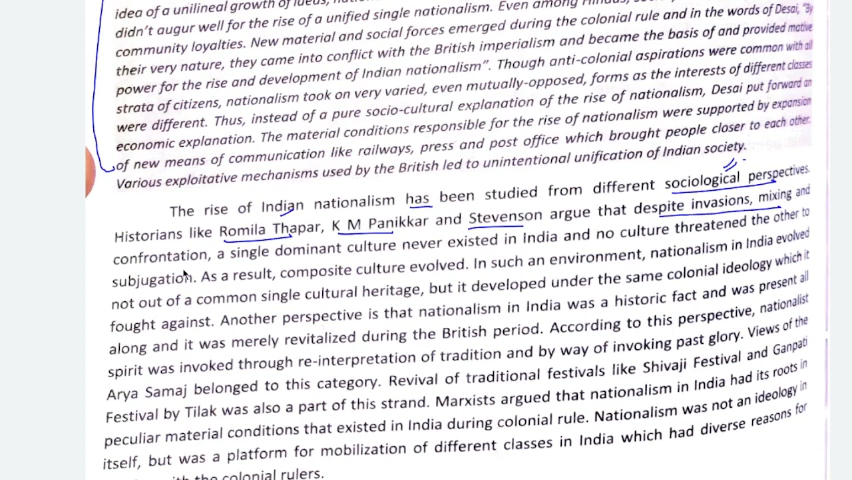 idea of a unilineal growth of
didn't augur well for the rise of a unified single nationalism. Even among Hindus,
community loyalties. New material and social forces emerged during the colonial rule and in the words of Desai, "By
their very nature, they came into conflict with the British imperialism and became the basis of and provided motive
power for the rise and development of Indian nationalism". Though anti-colonial aspirations were common with all
strata of citizens, nationalism took on very varied, even mutually-opposed, forms as the interests of different classes
were different. Thus, instead of a pure socio-cultural explanation of the rise of nationalism, Desai put forward an
economic explanation. The material conditions responsible for the rise of nationalism were supported by expansion
of new means of communication like railways, press and post office which brought people closer to each other.
Various exploitative mechanisms used by the British led to unintentional unification of Indian society.
The rise of Indian nationalism has been studied from different sociological perspectives.
Historians like Romila Thapar, K M Panikkar and Stevenson argue that despite invasions, mixing and
confrontation, a single dominant culture never existed in India and no culture threatened the other to
subjugation. As a result, composite culture evolved. In such an environment, nationalism in India evolved
not out of a common single cultural heritage, but it developed under the same colonial ideology which it
fought against. Another perspective is that nationalism in India was a historic fact and was present all
along and it was merely revitalized during the British period. According to this perspective, nationalist
spirit was invoked through re-interpretation of tradition and by way of invoking past glory. Views of the
Arya Samaj belonged to this category. Revival of traditional festivals like Shivaji Festival and Ganpati
Festival by Tilak was also a part of this strand. Marxists argued that nationalism in India had its roots in
peculiar material conditions that existed in India during colonial rule. Nationalism was not an ideology in
itself, but was a platform for mobilization of different classes in India which had diverse reasons for
with the colonial rulers.